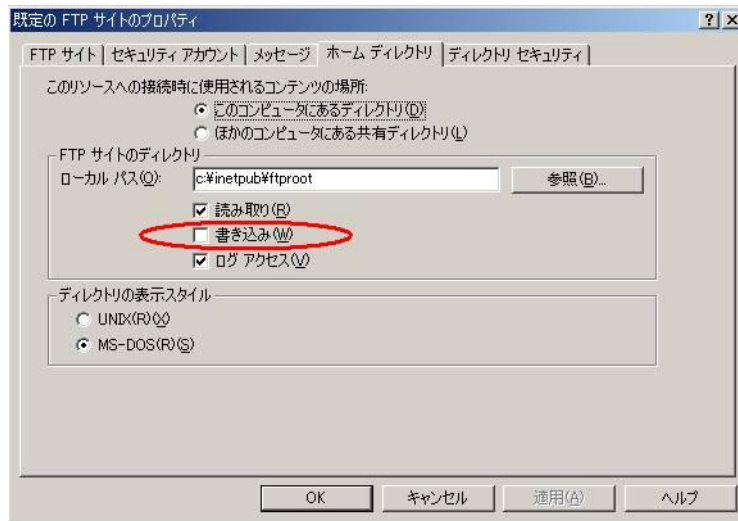 既定の FTP サイトのプロパティ
FTP サイト セキュリティ アカウント メッセージ ホーム ディレクトリ ディレクトリ セキュリティ
このリソースへの接続時に使用されるコンテンツの場所:
このコンピュータにあるディレクトリ(D)
ほかのコンピュータにある共有ディレクトリ(L)
FTP サイトのディレクトリ
ローカル パス(O): c:¥inetpub¥ftproot 参照(B)...
読み取り(R)
書き込み(W)
ログ アクセス(V)
ディレクトリの表示スタイル
UNIX(R)(X)
MS-DOS(R)(S)
OK キャンセル 適用(A) ヘルプ